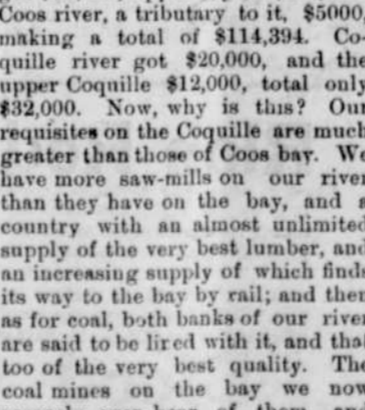 Coos river, a tributary to it, $5000,
making a total of $114,394. Co-
quille river got $20,000, and the
upper Coquille $12,000, total only
$32,000. Now, why is this? Our
requisites on the Coquille are much
greater than those of Coos bay. We
have more saw-mills on our river
than they have on the bay, and a
country with an almost unlimited
supply of the very best lumber, and
an increasing supply of which finds
its way to the bay by rail; and then
as for coal, both banks of our river
are said to be lired with it, and that
too of the very best quality. The
coal mines on the bay we now